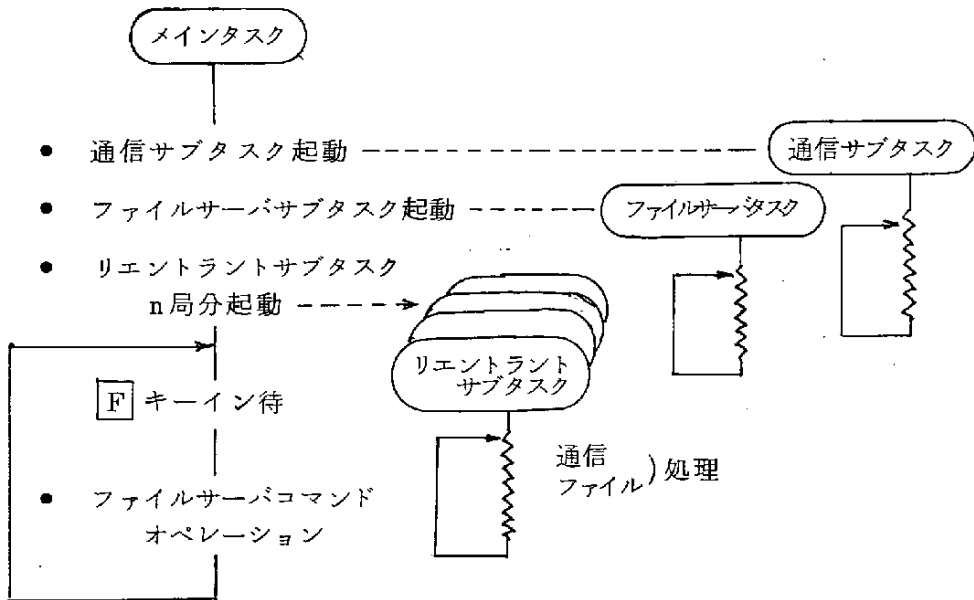 メインタスク
● 通信サブタスク起動
通信サブタスク
● ファイルサーバサブタスク起動
ファイルサーバタスク
● リエントラントサブタスク
n局分起動
リエントラント
サブタスク
F キーイン待
通信
ファイル)処理
● ファイルサーバコマンド
オペレーション